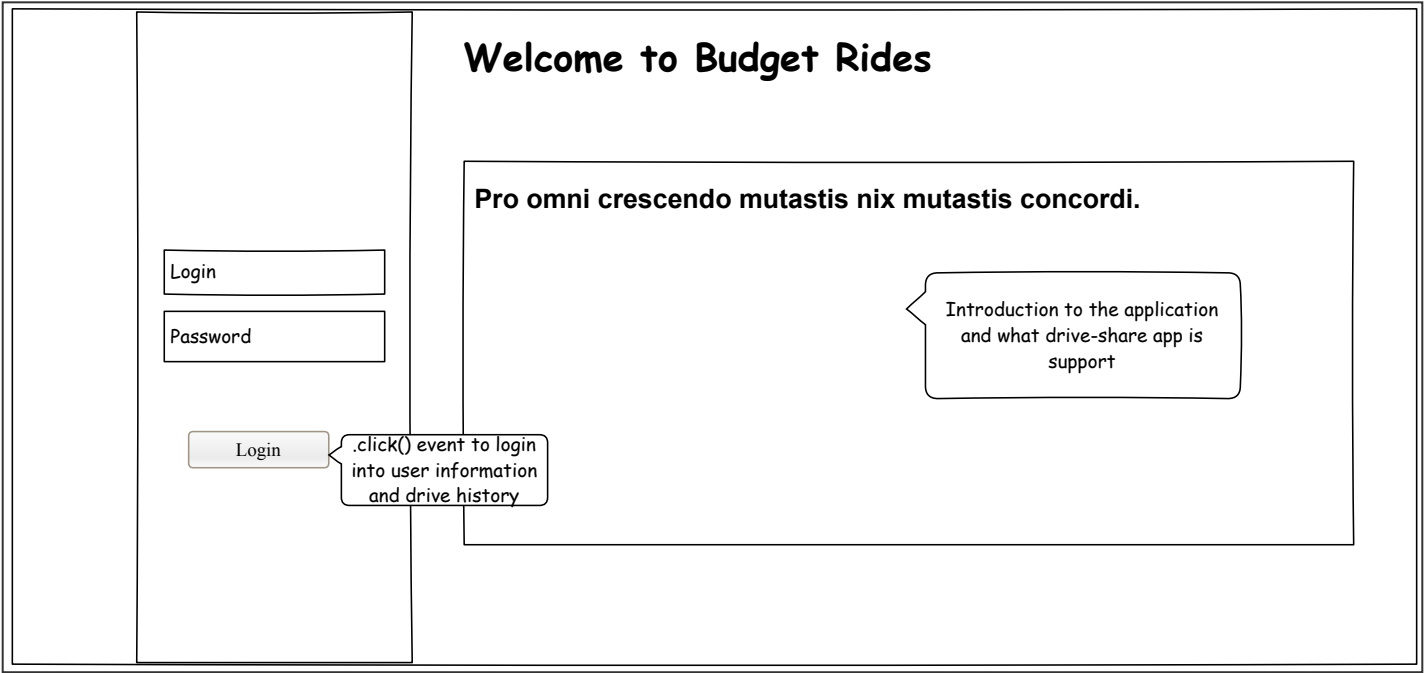 Welcome to Budget Rides
Pro omni crescendo mutastis nix mutastis concordi.
Login
Password
Login
.click() event to login
into user information
and drive history
Introduction to the application
and what drive-share app is
support